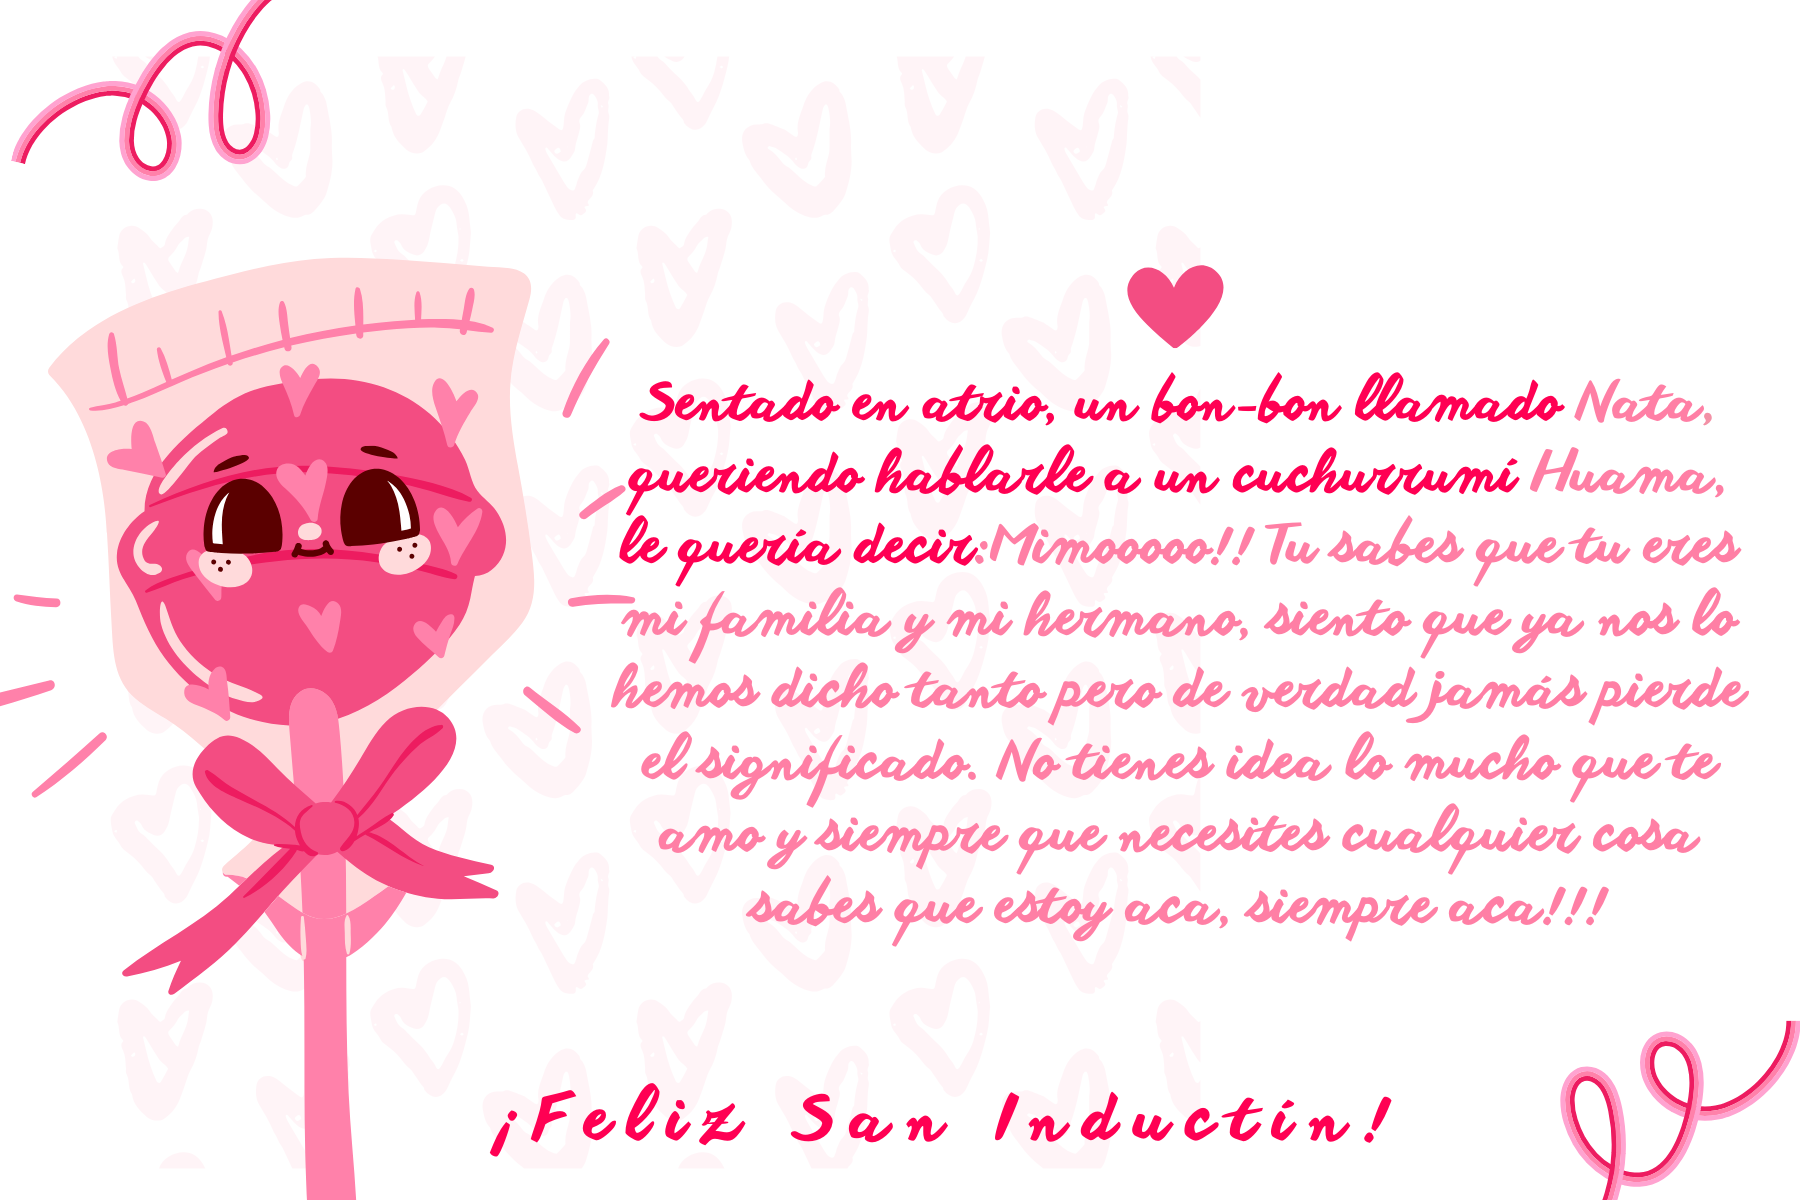 Sentado en atrio, un bon-bon llamado Nata,
queriendo hablarle a un cuchurrumí Huama,
le quería decir:Mimooooo!! Tu sabes que tu eres
mi familia y mi hermano, siento que ya nos lo
hemos dicho tanto pero de verdad jamás pierde
el significado. No tienes idea lo mucho que te
amo y siempre que necesites cualquier cosa
sabes que estoy aca, siempre aca!!!
¡Feliz San Inductín!